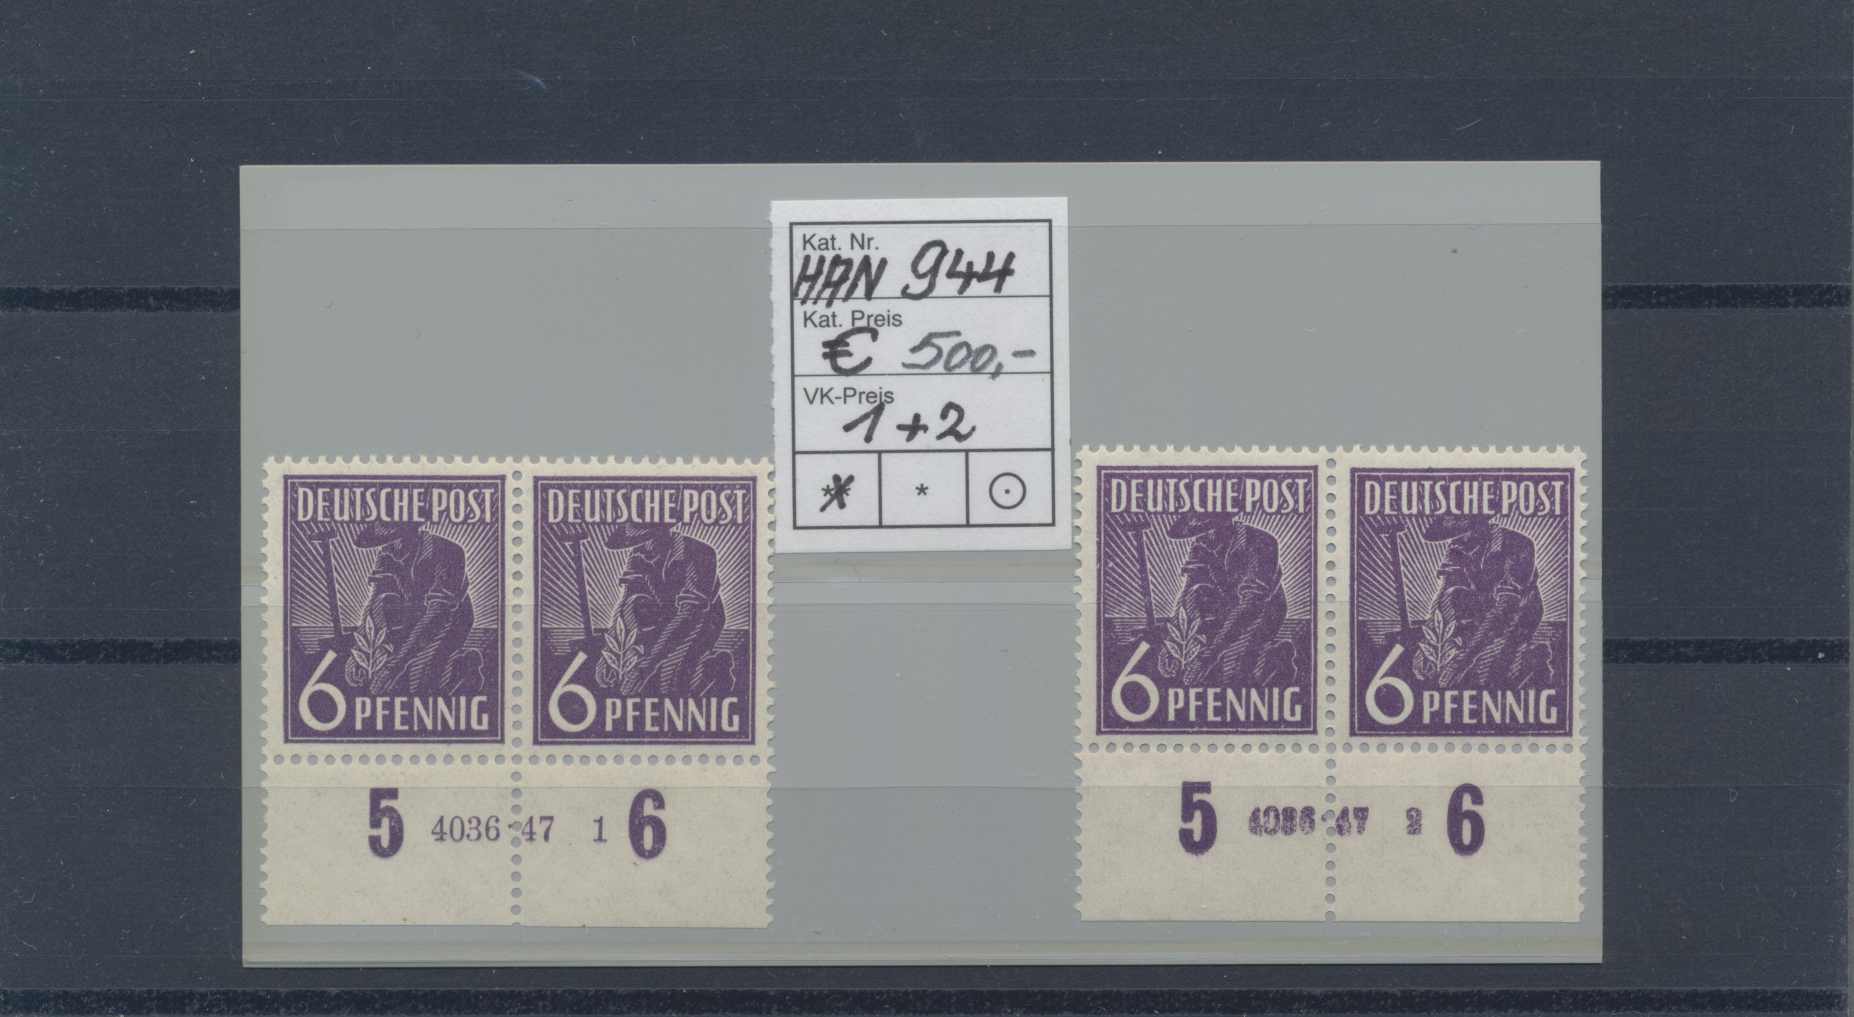 Kat. Nr.
HAN 944
Kat. Preis
€ 500,-
VK-Preis
1+2
** * 
DEUTSCHE POST
6 PFENNIG
DEUTSCHE POST
6 PFENNIG
5 4036·47 1 6
DEUTSCHE POST
6 PFENNIG
DEUTSCHE POST
6 PFENNIG
5 4036·47 2 6